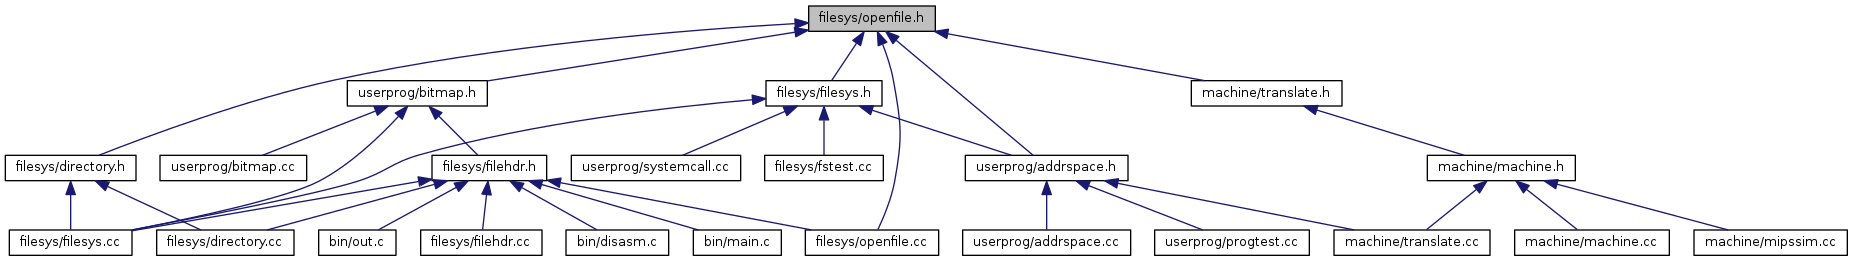 filesys/openfile.h
userprog/bitmap.h
filesys/filesys.h
machine/translate.h
filesys/directory.h
userprog/bitmap.cc
filesys/filehdr.h
userprog/systemcall.cc
filesys/fstest.cc
userprog/addrspace.h
machine/machine.h
filesys/filesys.cc
filesys/directory.cc
bin/out.c
filesys/filehdr.cc
bin/disasm.c
bin/main.c
filesys/openfile.cc
userprog/addrspace.cc
userprog/progtest.cc
machine/translate.cc
machine/machine.cc
machine/mipssim.cc